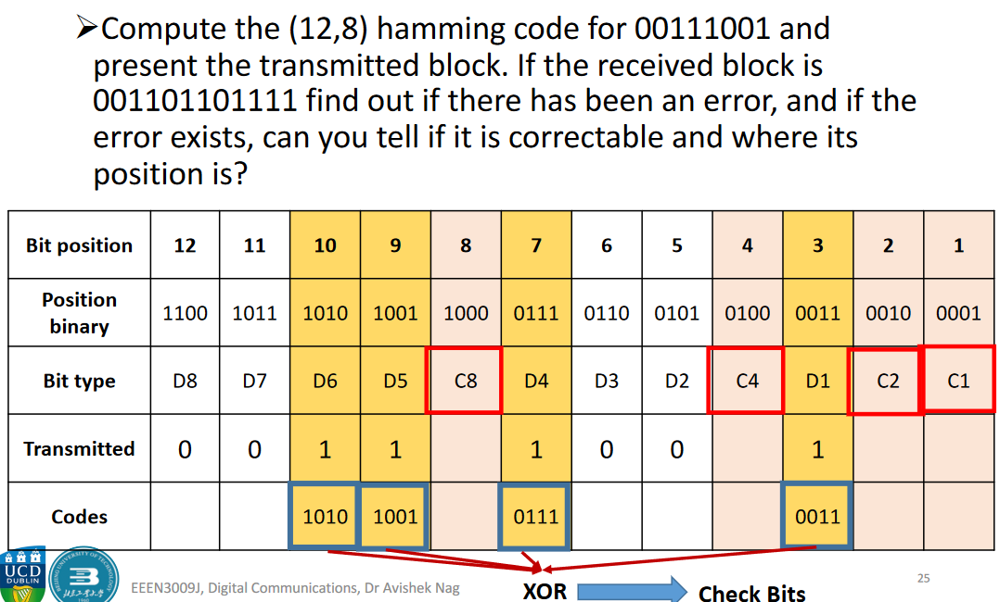 ➢Compute the (12,8) hamming code for 00111001 and
present the transmitted block. If the received block is
001101101111 find out if there has been an error, and if the
error exists, can you tell if it is correctable and where its
position is?
Bit position 12 11 10 9 8 7 6 5 4 3 2 1
Position binary 1100 1011 1010 1001 1000 0111 0110 0101 0100 0011 0010 0001
Bit type D8 D7 D6 D5 C8 D4 D3 D2 C4 D1 C2 C1
Transmitted 0 0 1 1 1 0 0 1
Codes 1010 1001 0111 0011
UCD
DUBLIN
EEEN3009J, Digital Communications, Dr Avishek Nag
25
XOR
Check Bits